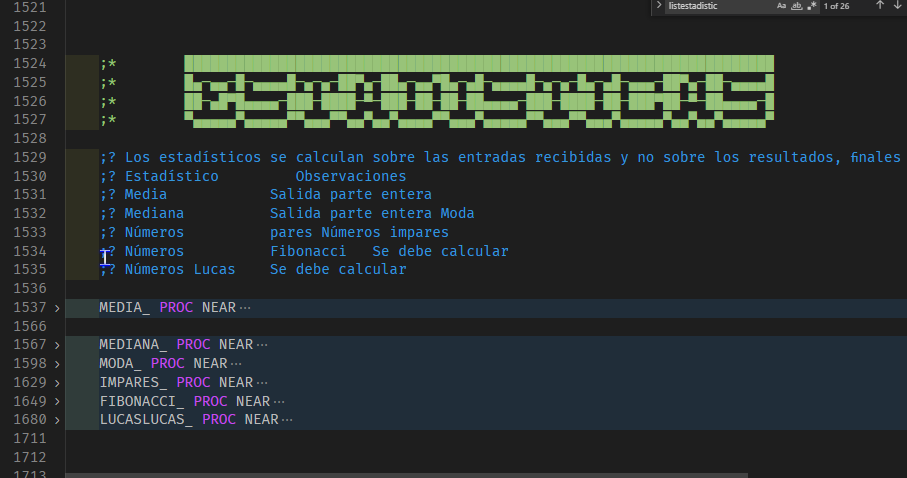 listestadistic Aa ab .* 1 of 26
1521
1522
1523
1524 ;*
1525 ;*
1526 ;*
1527 ;*
1528
1529 ;? Los estadísticos se calculan sobre las entradas recibidas y no sobre los resultados, finales
1530 ;? Estadístico Observaciones
1531 ;? Media Salida parte entera
1532 ;? Mediana Salida parte entera Moda
1533 ;? Números pares Números impares
1534 ;? Números Fibonacci Se debe calcular
1535 ;? Números Lucas Se debe calcular
1536
1537 > MEDIA_ PROC NEAR ...
1566
1567 > MEDIANA_ PROC NEAR ...
1598 > MODA_ PROC NEAR ...
1629 > IMPARES_ PROC NEAR ...
1649 > FIBONACCI_ PROC NEAR ...
1680 > LUCASLUCAS_ PROC NEAR ...
1711
1712
1713